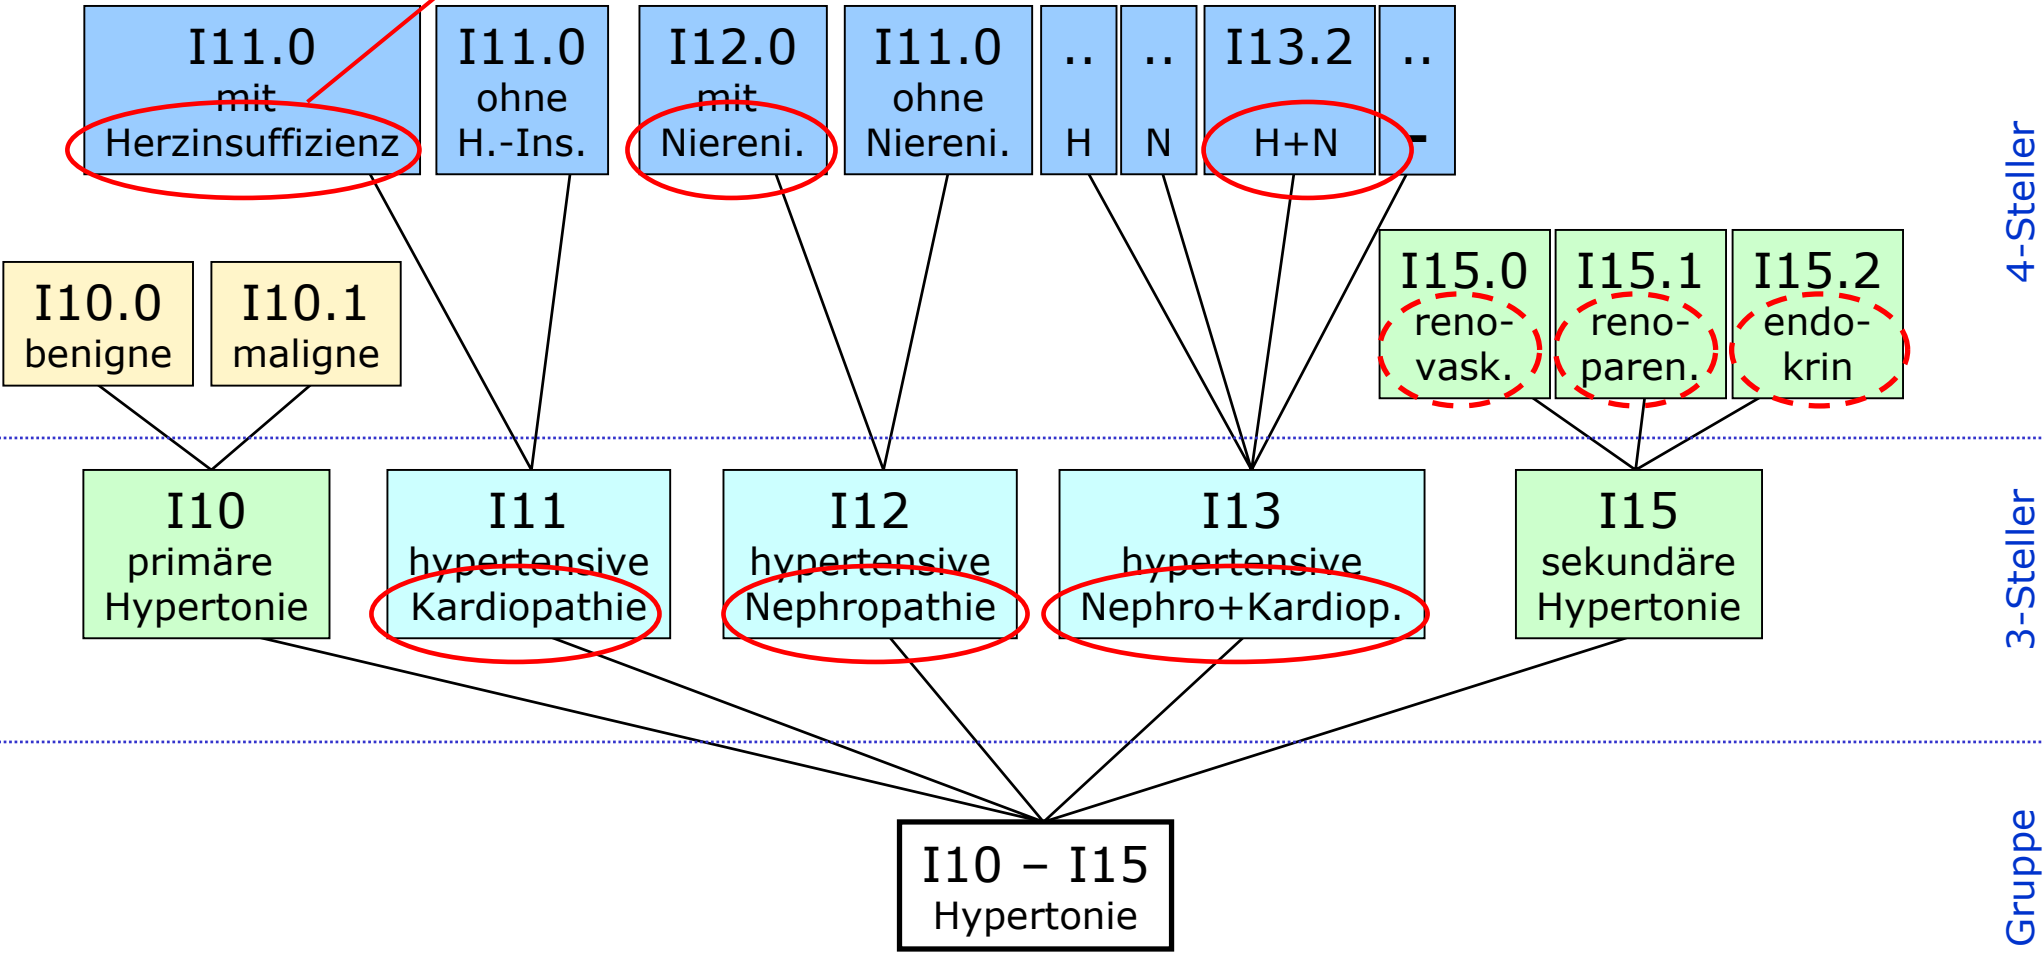 I11.0
mit
Herzinsuffizienz
I11.0
ohne
H.-Ins.
I12.0
mit
Niereni.
I11.0
ohne
Niereni.
..
H
..
N
I13.2
H+N
..
-
4-Steller
I10.0
benigne
I10.1
maligne
I15.0
reno-
vask.
I15.1
reno-
paren.
I15.2
endo-
krin
I10
primäre
Hypertonie
I11
hypertensive
Kardiopathie
I12
hypertensive
Nephropathie
I13
hypertensive
Nephro+Kardiop.
I15
sekundäre
Hypertonie
3-Steller
I10 – I15
Hypertonie
Gruppe